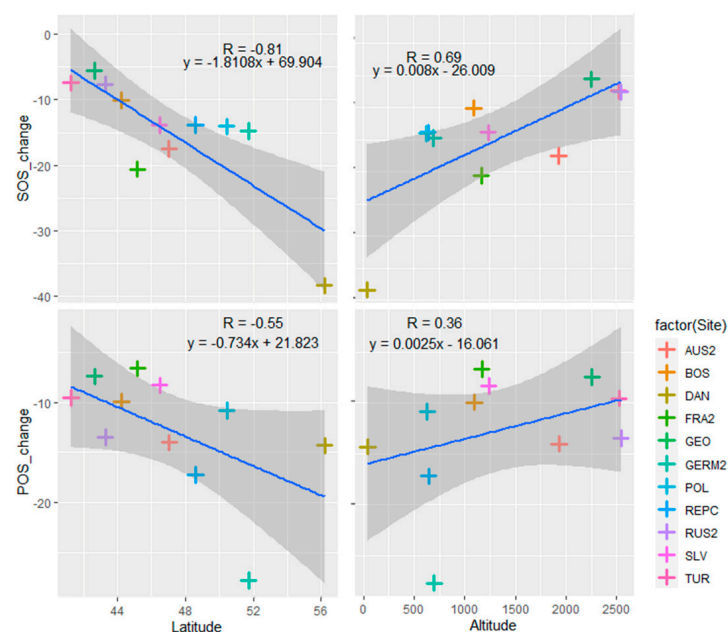 R = -0.81
y = -1.8108x + 69.904
R = 0.69
y = 0.008x - 26.009
0
-10
-20
-30
-40
SOS_change
R = -0.55
y = -0.734x + 21.823
R = 0.36
y = 0.0025x - 16.061
-10
-20
POS_change
44 48 52 56
Latitude
0 500 1000 1500 2000 2500
Altitude
factor(Site)
AUS2
BOS
DAN
FRA2
GEO
GERM2
POL
REPC
RUS2
SLV
TUR